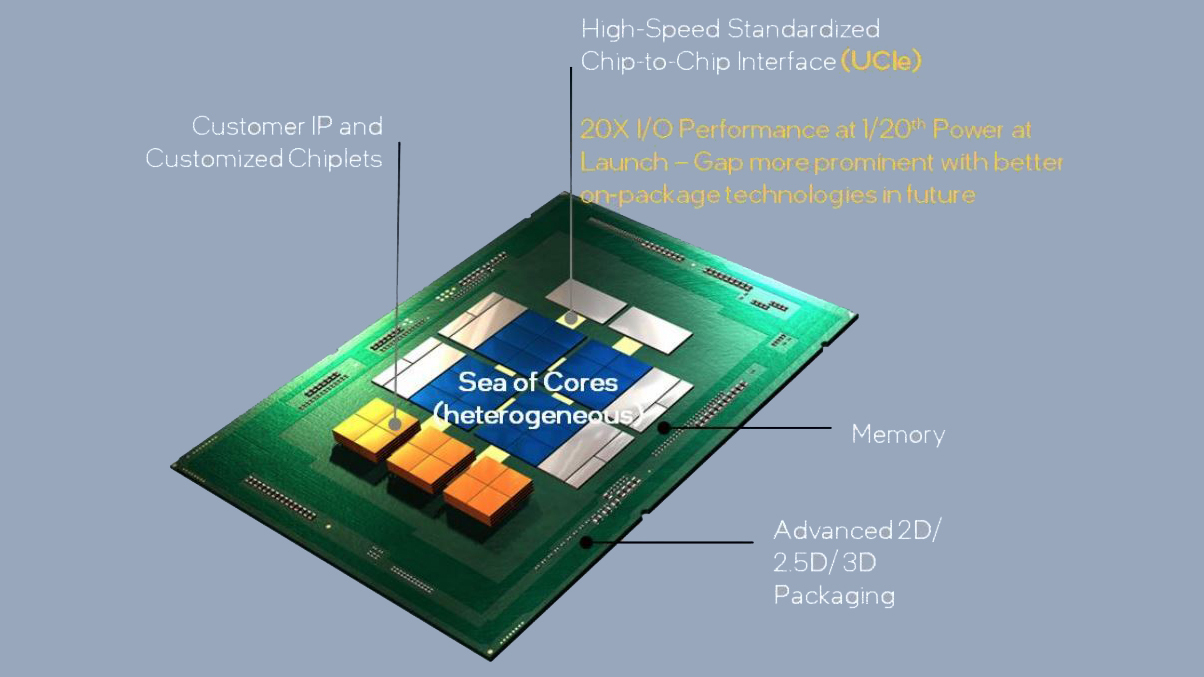 High-Speed Standardized
Chip-to-Chip Interface (UCIe)
20X I/O Performance at 1/20th Power at
Launch – Gap more prominent with better
on-package technologies in future
Customer IP and
Customized Chiplets
Sea of Cores
(heterogeneous)
Memory
Advanced 2D/
2.5D/3D
Packaging